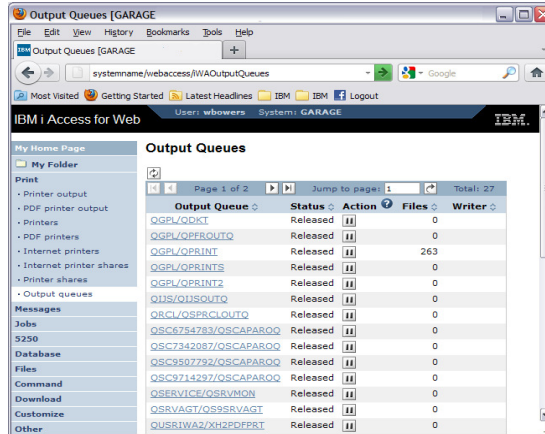 Output Queues [GARAGE
File Edit View History Bookmarks Tools Help
IBM Output Queues [GARAGE +
systemname/webaccess/iWAOutputQueues Google
Most Visited Getting Started Latest Headlines IBM IBM Logout
IBM i Access for Web User: wbowers System: GARAGE IBM.
My Home Page
My Folder
Print
• Printer output
• PDF printer output
• Printers
• PDF printers
• Internet printers
• Internet printer shares
• Printer shares
• Output queues
Messages
Jobs
5250
Database
Files
Command
Download
Customize
Other
Output Queues
Page 1 of 2 Jump to page: 1 Total: 27
Output Queue Status Action ? Files Writer
QGPL/QDKT Released 0
QGPL/QPFROUTQ Released 0
QGPL/QPRINT Released 263
QGPL/QPRINTS Released 0
QGPL/QPRINT2 Released 0
QIJS/QIJSOUTQ Released 0
QRCL/QSPRCLOUTQ Released 0
QSC6754783/QSCAPAROQ Released 0
QSC7342087/QSCAPAROQ Released 0
QSC9507792/QSCAPAROQ Released 0
QSC9714297/QSCAPAROQ Released 0
QSERVICE/QSRVMON Released 0
QSRVAGT/QS9SRVAGT Released 0
QUSRIWA2/XH2PDFPRT Released 0